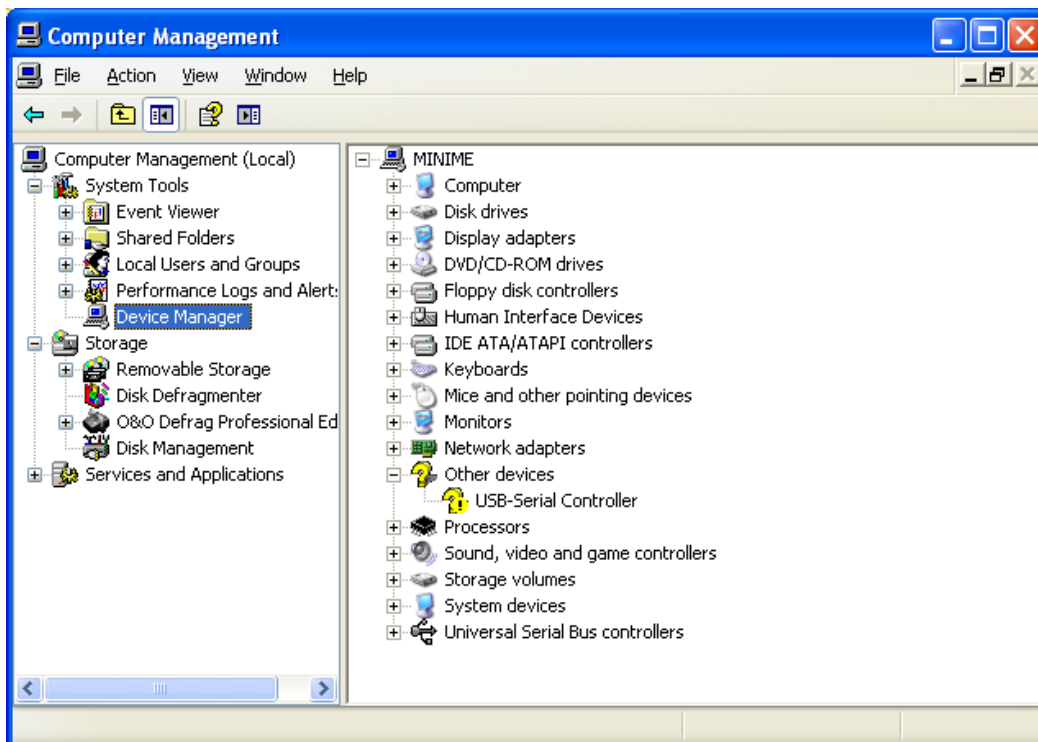 Computer Management
File Action View Window Help
Computer Management (Local)
System Tools
Event Viewer
Shared Folders
Local Users and Groups
Performance Logs and Alert:
Device Manager
Storage
Removable Storage
Disk Defragmenter
O&O Defrag Professional Ed
Disk Management
Services and Applications
MINIME
Computer
Disk drives
Display adapters
DVD/CD-ROM drives
Floppy disk controllers
Human Interface Devices
IDE ATA/ATAPI controllers
Keyboards
Mice and other pointing devices
Monitors
Network adapters
Other devices
USB-Serial Controller
Processors
Sound, video and game controllers
Storage volumes
System devices
Universal Serial Bus controllers